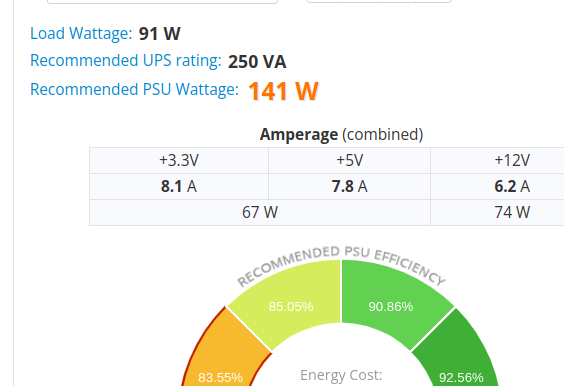 Load Wattage: 91 W
Recommended UPS rating: 250 VA
Recommended PSU Wattage: 141 W
Amperage (combined)
+3.3V +5V +12V
8.1 A 7.8 A 6.2 A
67 W 74 W
RECOMMENDED PSU EFFICIENCY
85.05% 90.86%
83.55% Energy Cost: 92.56%